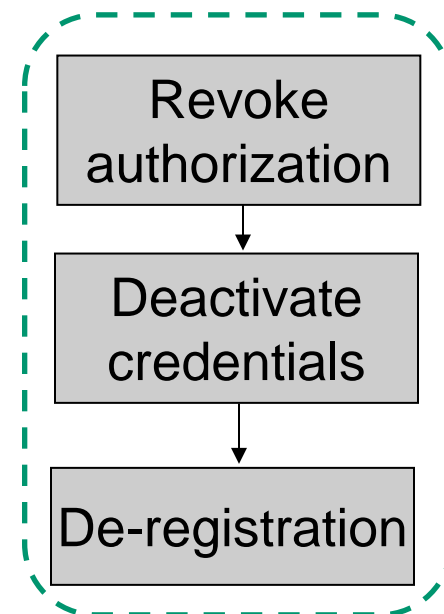 Revoke
authorization
Deactivate
credentials
De-registration